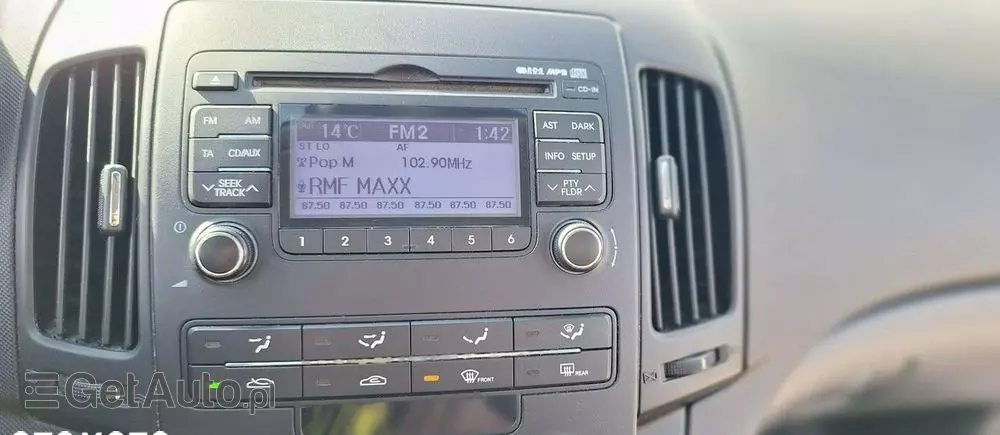 MP3
CD-IN
FM AM
14°C FM2 1:42
AST DARK
ST LO AF
TA CD/AUX
Pop M 102.90MHz
INFO SETUP
SEEK
TRACK
RMF MAXX
PTY
FLDR
87.50 87.50 87.50 87.50 87.50 87.50
1 2 3 4 5 6
FRONT
REAR
GetAuto.pl